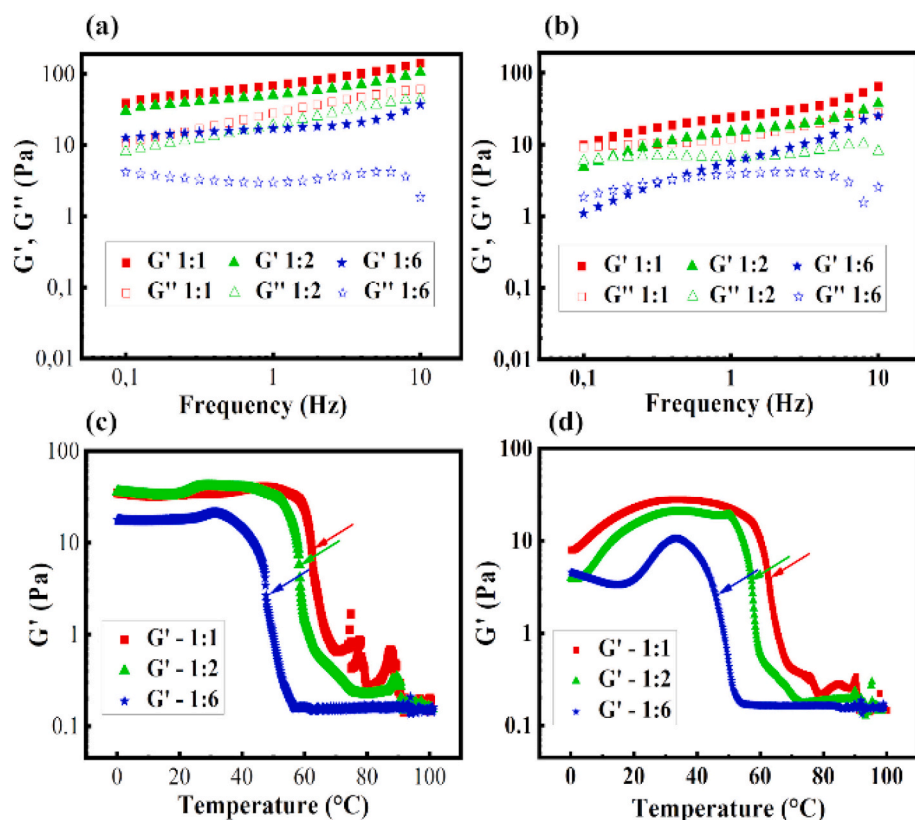 (a)
G', G'' (Pa)
100
10
1
0,1
0,01
G' 1:1 G' 1:2 G' 1:6
G'' 1:1 G'' 1:2 G'' 1:6
0,1 1 10
Frequency (Hz)
(b)
G', G'' (Pa)
100
10
1
0,1
0,01
G' 1:1 G' 1:2 G' 1:6
G'' 1:1 G'' 1:2 G'' 1:6
0,1 1 10
Frequency (Hz)
(c)
G' (Pa)
100
10
1
0.1
G' - 1:1
G' - 1:2
G' - 1:6
0 20 40 60 80 100
Temperature (°C)
(d)
G' (Pa)
100
10
1
0.1
G' - 1:1
G' - 1:2
G' - 1:6
0 20 40 60 80 100
Temperature (°C)